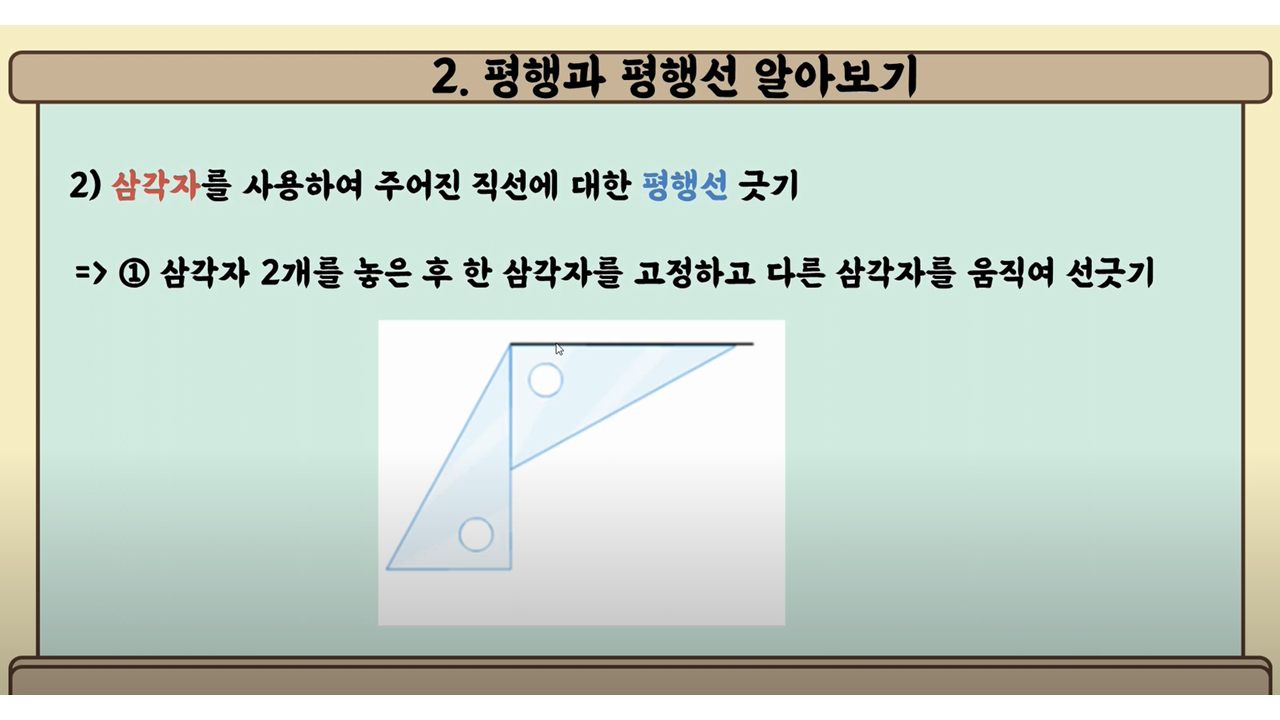 2. 평행과 평행선 알아보기
2) 삼각자를 사용하여 주어진 직선에 대한 평행선 긋기
=> ① 삼각자 2개를 놓은 후 한 삼각자를 고정하고 다른 삼각자를 움직여 선긋기